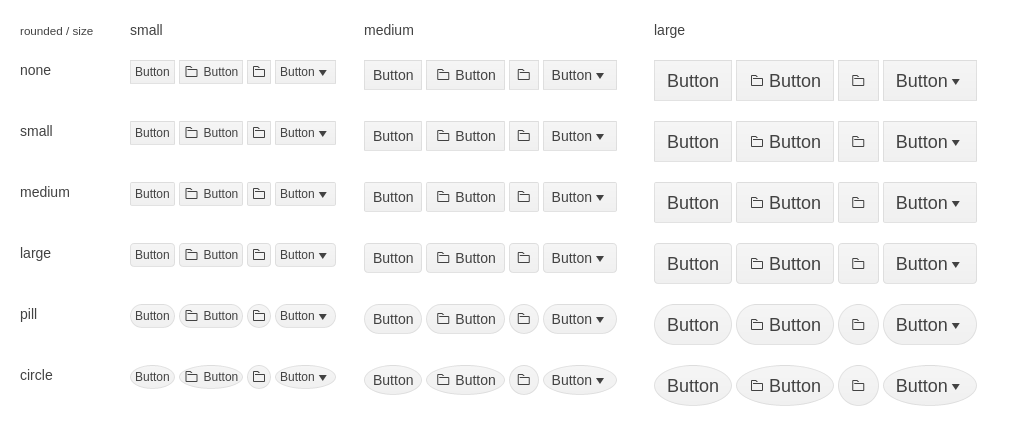 rounded / size small medium large
none Button Button Button Button Button Button Button Button Button
small Button Button Button Button Button Button Button Button Button
medium Button Button Button Button Button Button Button Button Button
large Button Button Button Button Button Button Button Button Button
pill Button Button Button Button Button Button Button Button Button
circle Button Button Button Button Button Button Button Button Button